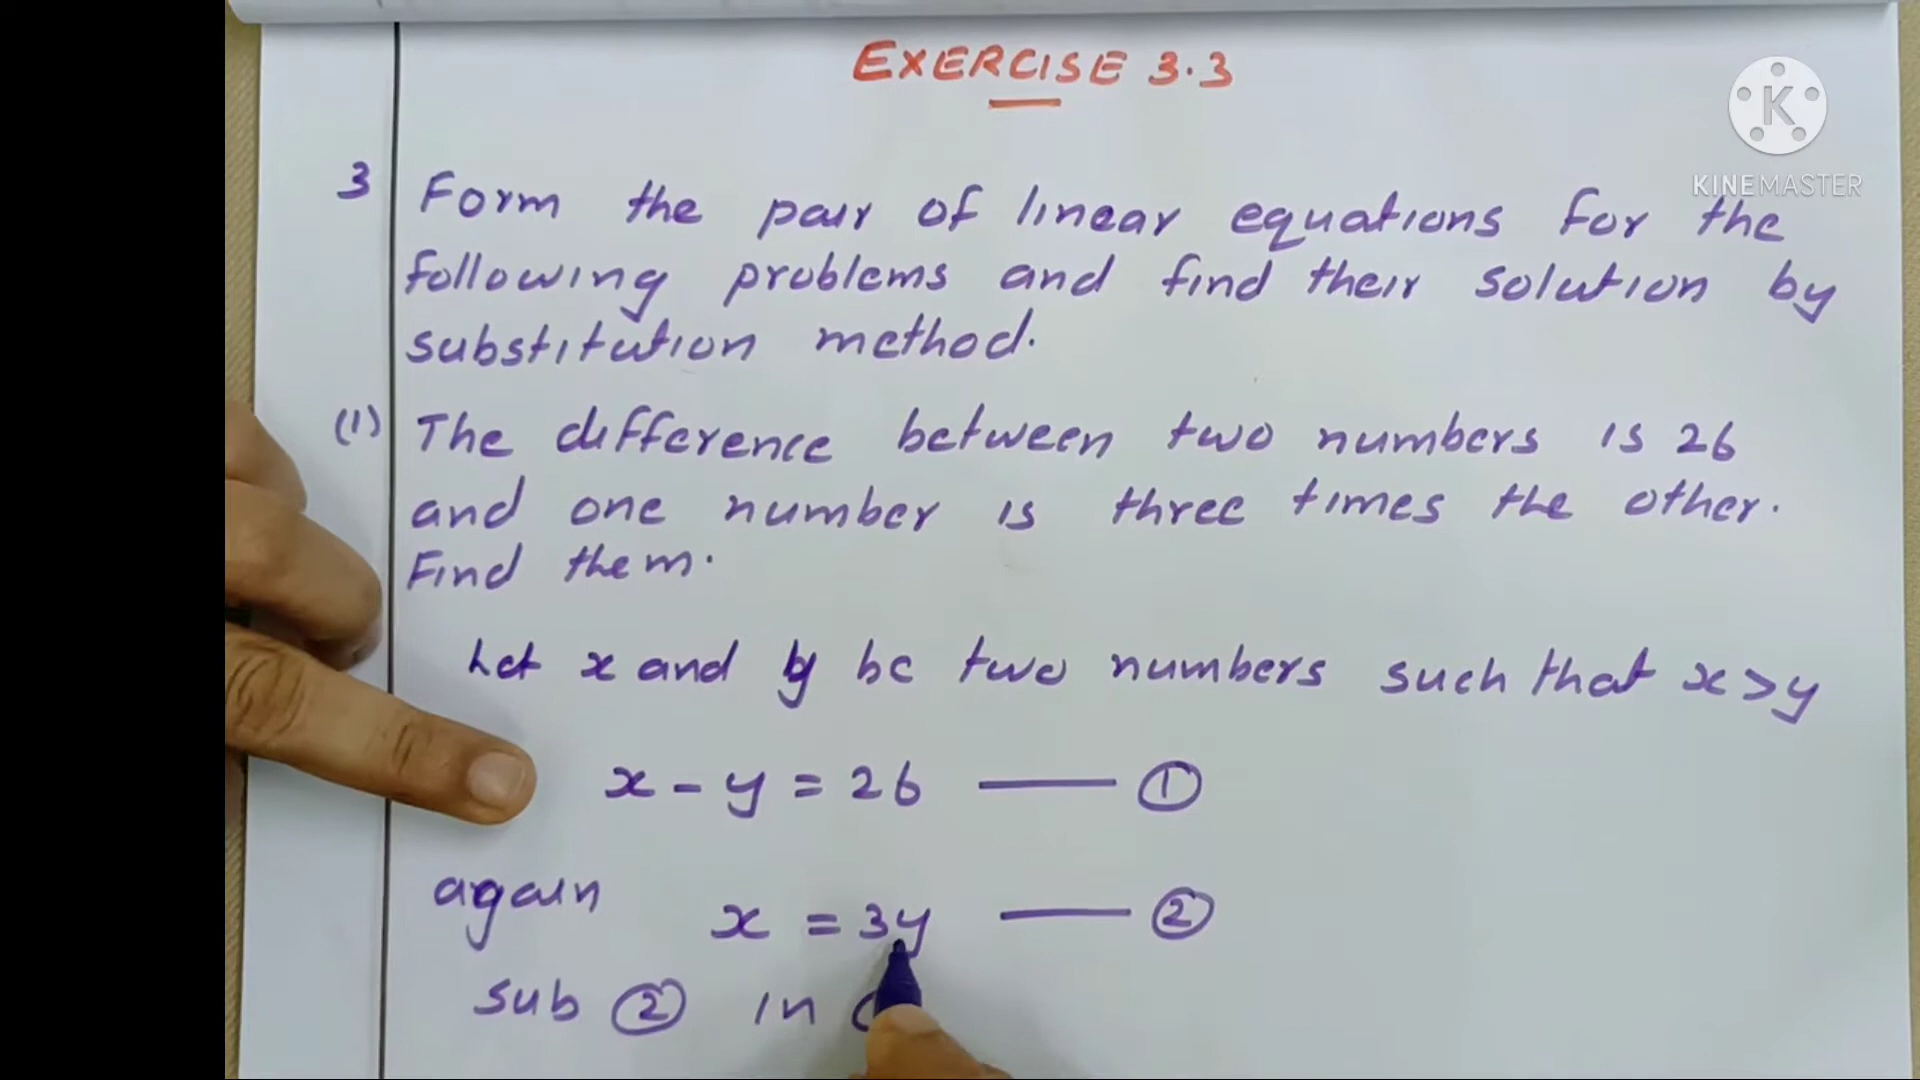 EXERCISE 3.3
KINEMASTER
3 Form the pair of linear equations for the
following problems and find their solution by
substitution method.
(1) The difference between two numbers is 26
and one number is three times the other.
Find them.
Let x and y be two numbers such that x > y
x - y = 26 —— ①
again x = 3y —— ②
sub ② in